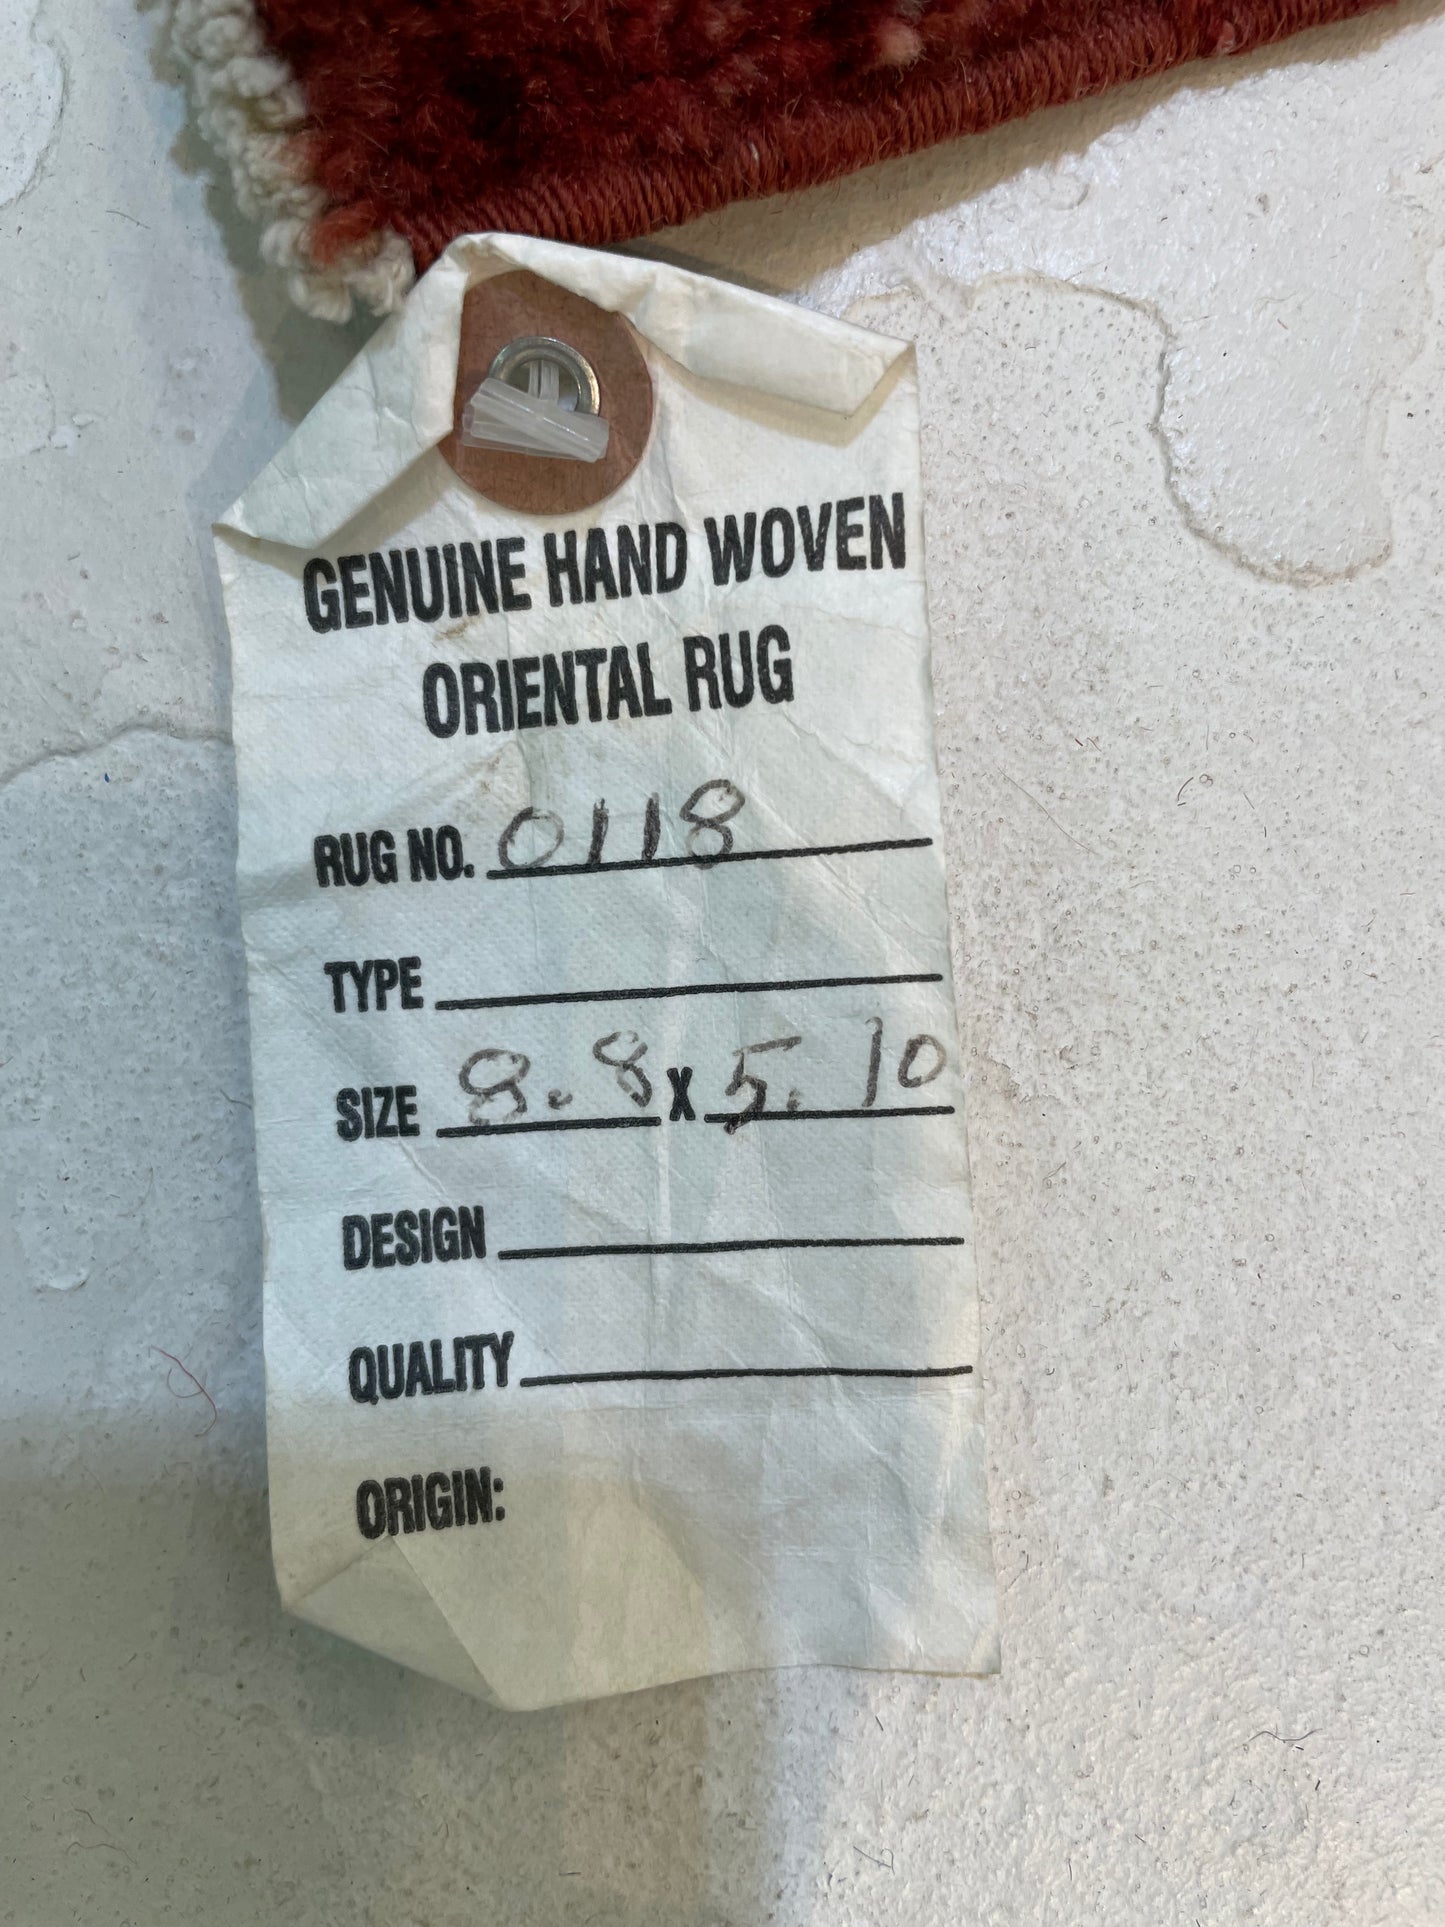 GENUINE HAND WOVEN
ORIENTAL RUG
RUG NO. 0118
TYPE
SIZE 8.8 X 5.10
DESIGN
QUALITY
ORIGIN: